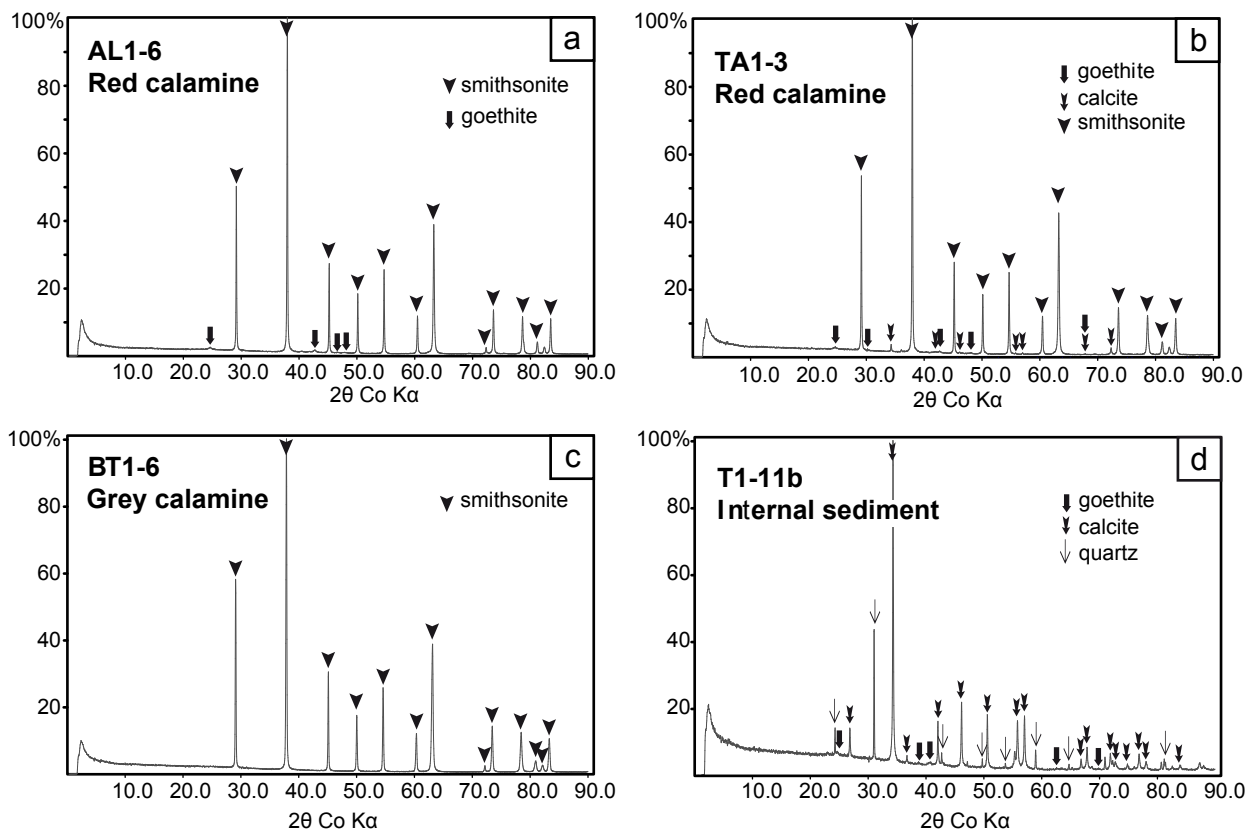 100%
80
60
40
20
AL1-6
Red calamine
a
smithsonite
goethite
10.0 20.0 30.0 40.0 50.0 60.0 70.0 80.0 90.0
2θ Co Kα
100%
80
60
40
20
TA1-3
Red calamine
b
goethite
calcite
smithsonite
10.0 20.0 30.0 40.0 50.0 60.0 70.0 80.0 90.0
2θ Co Kα
100%
80
60
40
20
BT1-6
Grey calamine
c
smithsonite
10.0 20.0 30.0 40.0 50.0 60.0 70.0 80.0 90.0
2θ Co Kα
100%
80
60
40
20
T1-11b
Internal sediment
d
goethite
calcite
quartz
10.0 20.0 30.0 40.0 50.0 60.0 70.0 80.0 90.0
2θ Co Kα